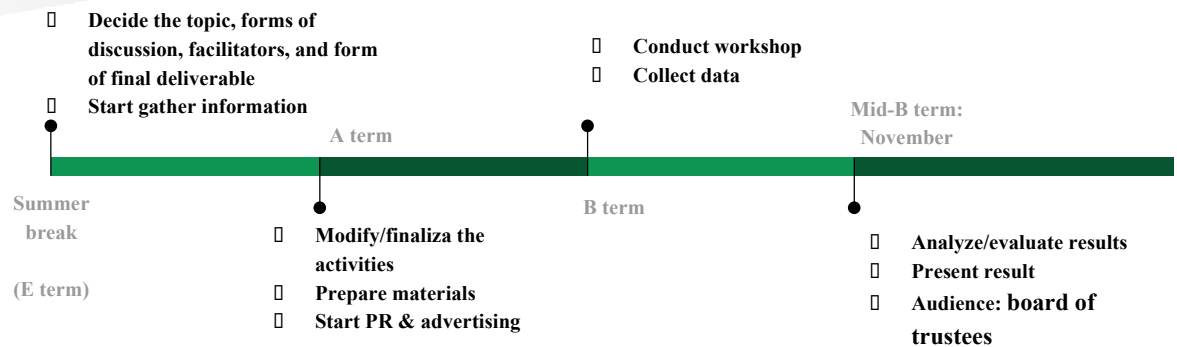 Decide the topic, forms of
discussion, facilitators, and form
of final deliverable
Start gather information
Summer
break
(E term)
A term
Modify/finaliza the
activities
Prepare materials
Start PR & advertising
Conduct workshop
Collect data
B term
Mid-B term:
November
Analyze/evaluate results
Present result
Audience: board of
trustees